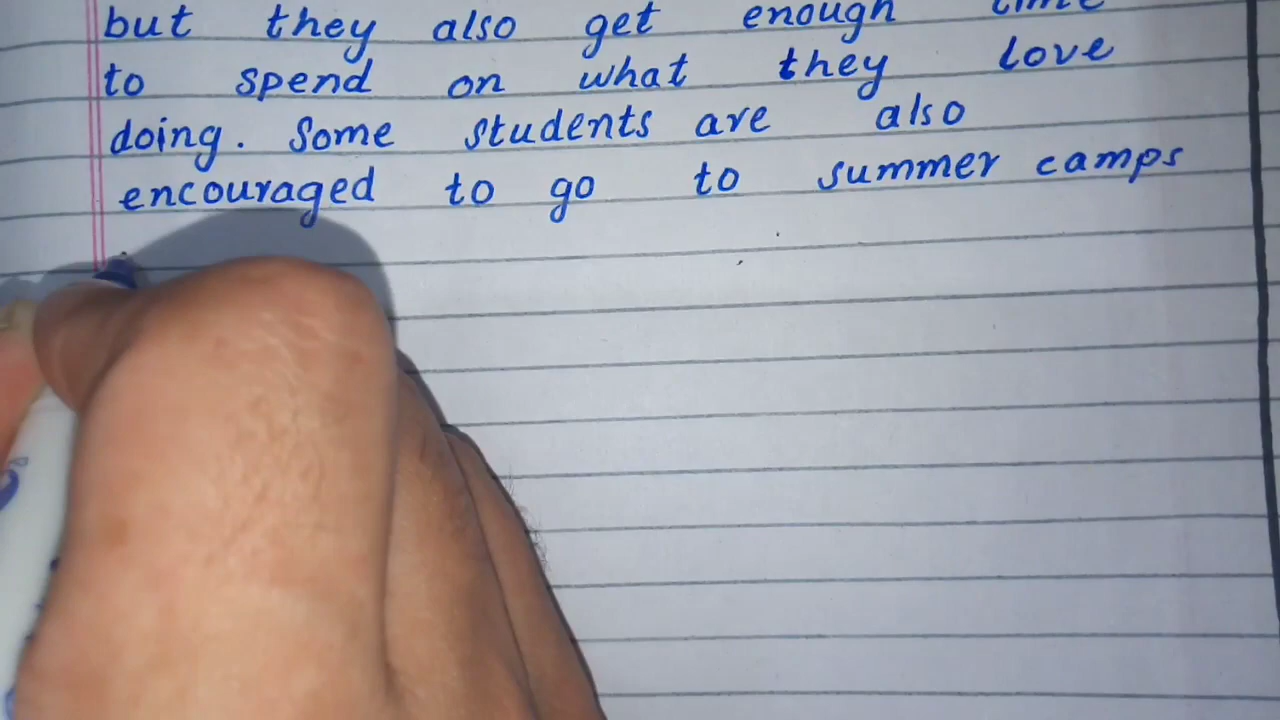 but they also get enough time
to spend on what they love
doing. Some students are also
encouraged to go to summer camps